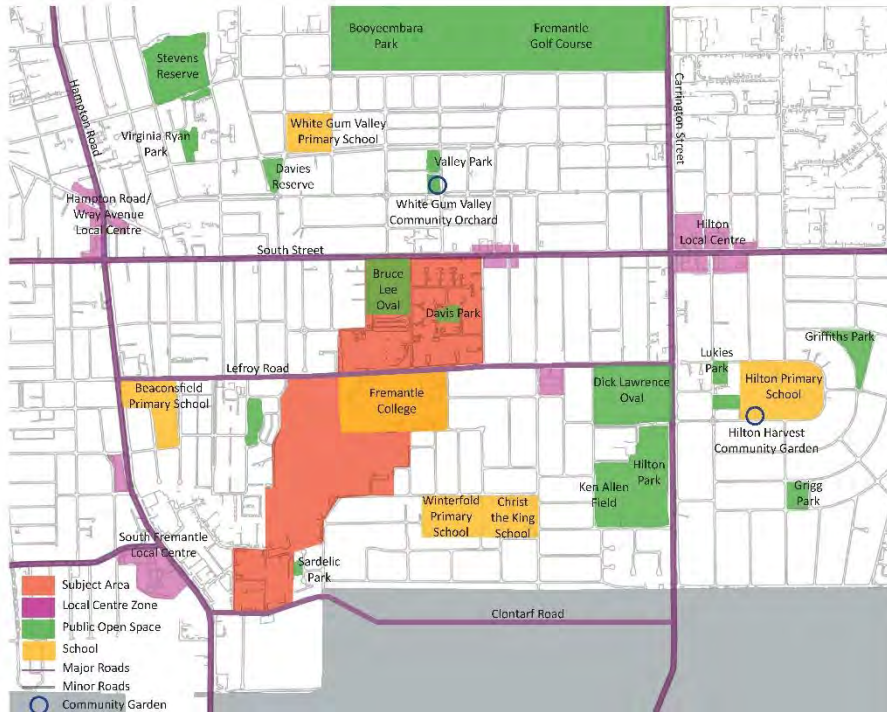 Booyeembara
Park
Fremantle
Golf Course
Stevens
Reserve
Hampton Road
Carrington Street
White Gum Valley
Primary School
Virginia Ryan
Park
Valley Park
Davies
Reserve
White Gum Valley
Community Orchard
Hampton Road/
Wray Avenue
Local Centre
Hilton
Local Centre
South Street
Bruce
Lee
Oval
Davis Park
Griffiths Park
Lukies
Park
Lefroy Road
Beaconsfield
Primary School
Fremantle
College
Dick Lawrence
Oval
Hilton Primary
School
Hilton Harvest
Community Garden
Hilton
Park
Ken Allen
Field
Grigg
Park
Winterfold
Primary
School
Christ
the King
School
South Fremantle
Local Centre
Sardelic
Park
Clontarf Road
Subject Area
Local Centre Zone
Public Open Space
School
Major Roads
Minor Roads
Community Garden